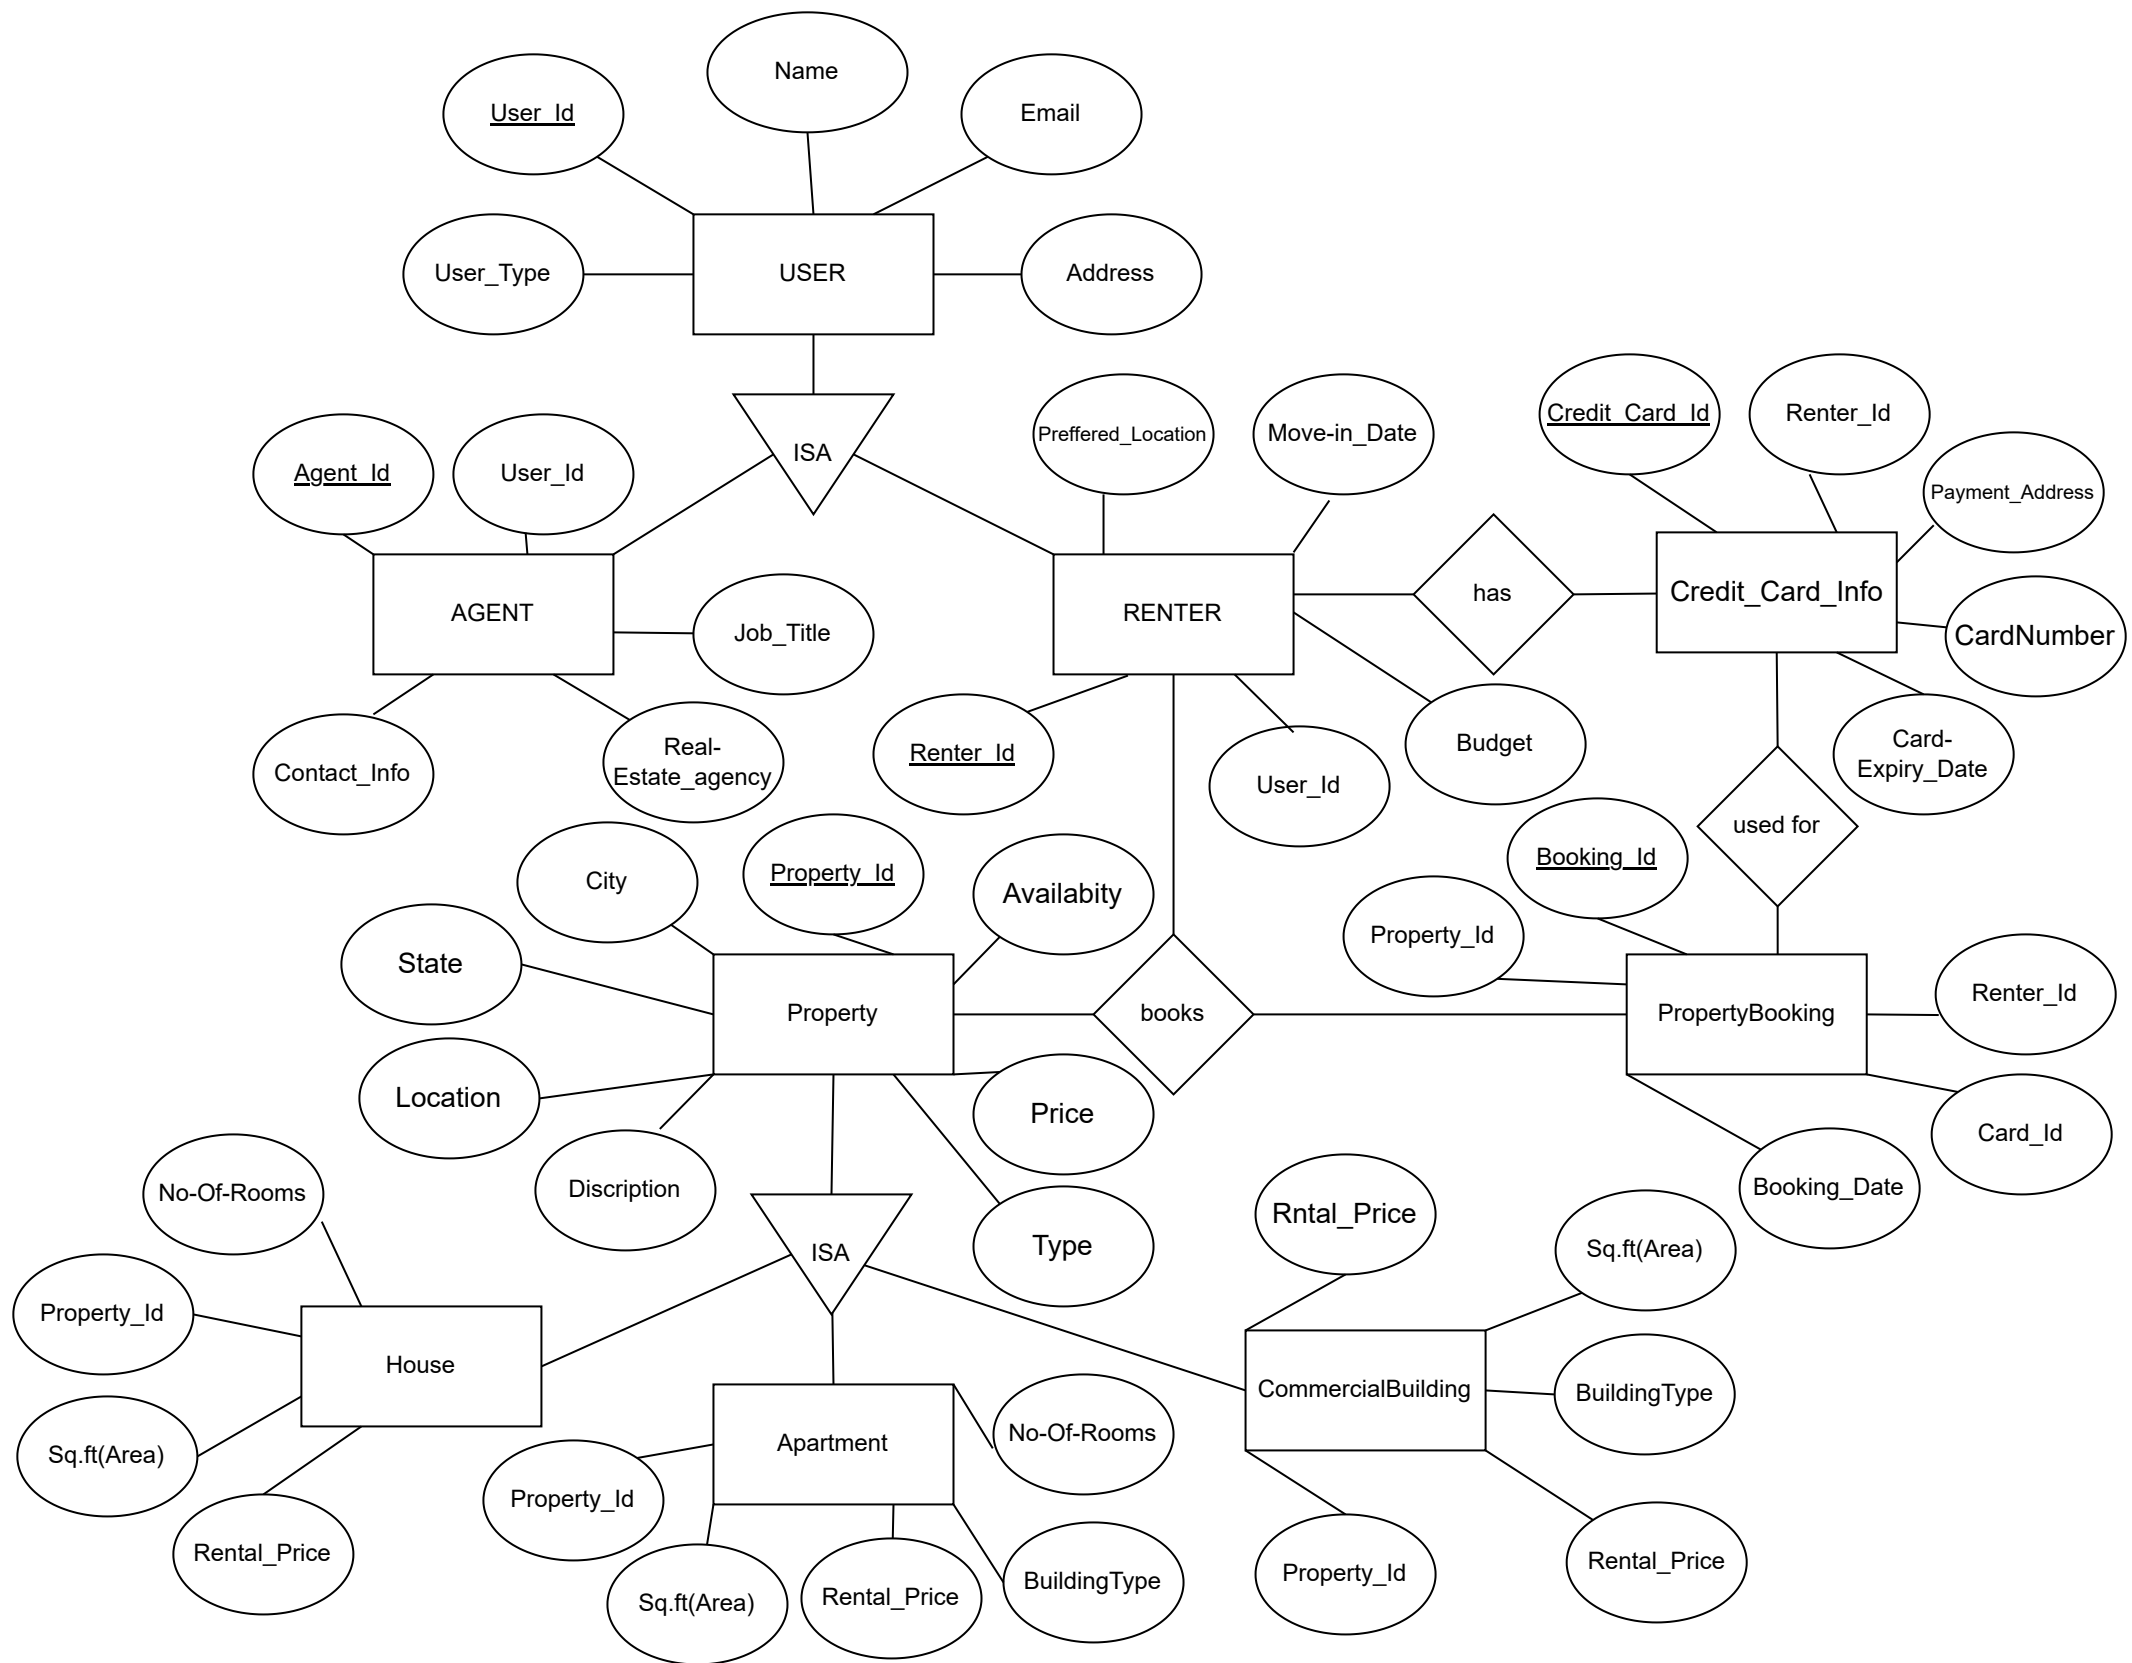 Name
User_Id
Email
User_Type
USER
Address
ISA
Agent_Id
User_Id
Preffered_Location
Move-in_Date
Credit_Card_Id
Renter_Id
Payment_Address
AGENT
Job_Title
RENTER
has
Credit_Card_Info
CardNumber
Contact_Info
Real-
Estate_agency
Renter_Id
User_Id
Budget
Card-
Expiry_Date
used for
City
Property_Id
Availabity
Booking_Id
Property_Id
State
Property
books
PropertyBooking
Renter_Id
Location
Discription
Price
Card_Id
Booking_Date
No-Of-Rooms
ISA
Type
Rntal_Price
Sq.ft(Area)
Property_Id
House
CommercialBuilding
BuildingType
Sq.ft(Area)
Apartment
No-Of-Rooms
Property_Id
Rental_Price
Sq.ft(Area)
Rental_Price
BuildingType
Property_Id
Rental_Price